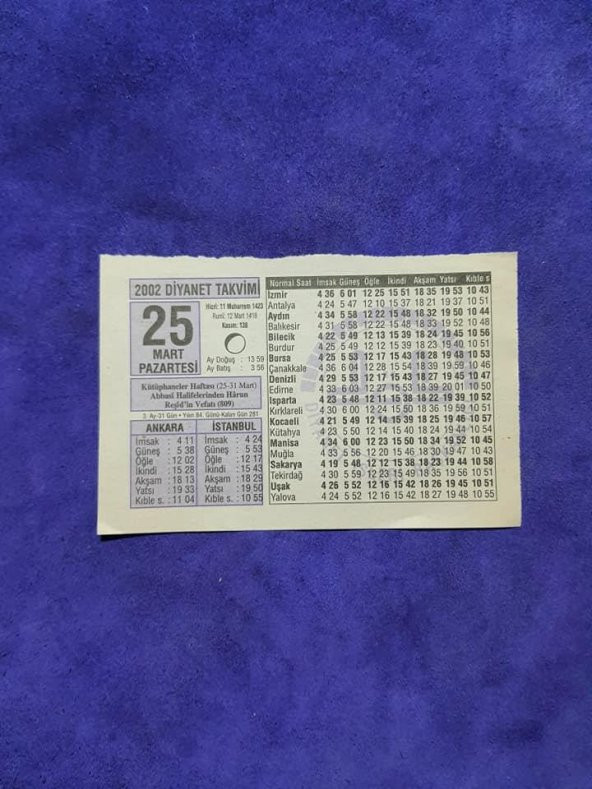 2002 DİYANET TAKVİMİ
25
MART
PAZARTESİ
Hicrî: 11 Muharrem 1423
Rumî: 12 Mart 1418
Kasım: 138
Ay Doğuş : 13 59
Ay Batış : 3 56
Kütüphaneler Haftası (25-31 Mart)
Abbasî Halifelerinden Hârun
Reşîd'in Vefatı (809)
3. Ay-31 Gün • Yılın 84. Günü Kalan Gün 281
ANKARA
İmsak : 4 11
Güneş : 5 38
Öğle : 12 02
İkindi : 15 28
Akşam : 18 13
Yatsı : 19 33
Kıble s. : 11 04
İSTANBUL
İmsak : 4 24
Güneş : 5 53
Öğle : 12 17
İkindi : 15 43
Akşam : 18 29
Yatsı : 19 50
Kıble s. : 10 55
Normal Saat İmsak Güneş Öğle İkindi Akşam Yatsı Kıble s
İzmir 4 36 6 01 12 25 15 51 18 35 19 53 10 43
Antalya 4 24 5 47 12 10 15 37 18 21 19 37 10 51
Aydın 4 34 5 58 12 22 15 48 18 32 19 50 10 44
Balıkesir 4 31 5 58 12 22 15 48 18 33 19 52 10 48
Bilecik 4 22 5 49 12 13 15 39 18 24 19 45 10 56
Burdur 4 25 5 49 12 12 15 39 18 23 19 40 10 51
Bursa 4 25 5 53 12 17 15 43 18 28 19 48 10 53
Çanakkale 4 36 6 04 12 28 15 54 18 39 19 59 10 46
Denizli 4 29 5 53 12 17 15 43 18 27 19 45 10 47
Edirne 4 33 6 03 12 27 15 53 18 39 20 01 10 50
Isparta 4 23 5 48 12 11 15 38 18 22 19 39 10 52
Kırklareli 4 30 6 00 12 24 15 50 18 36 19 59 10 51
Kocaeli 4 21 5 49 12 14 15 39 18 25 19 46 10 57
Kütahya 4 23 5 50 12 14 15 40 18 24 19 44 10 53
Manisa 4 34 6 00 12 23 15 50 18 34 19 52 10 45
Muğla 4 33 5 56 12 20 15 46 18 30 19 47 10 45
Sakarya 4 19 5 48 12 12 15 38 18 23 19 44 10 58
Tekirdağ 4 30 5 59 12 23 15 49 18 35 19 56 10 51
Uşak 4 26 5 52 12 16 15 42 18 26 19 45 10 51
Yalova 4 24 5 52 12 16 15 42 18 27 19 48 10 55